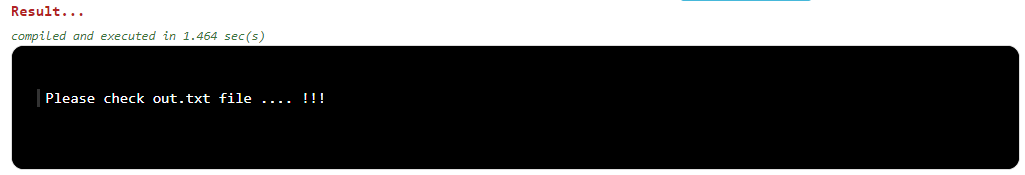 Result...
compiled and executed in 1.464 sec(s)
Please check out.txt file .... !!!